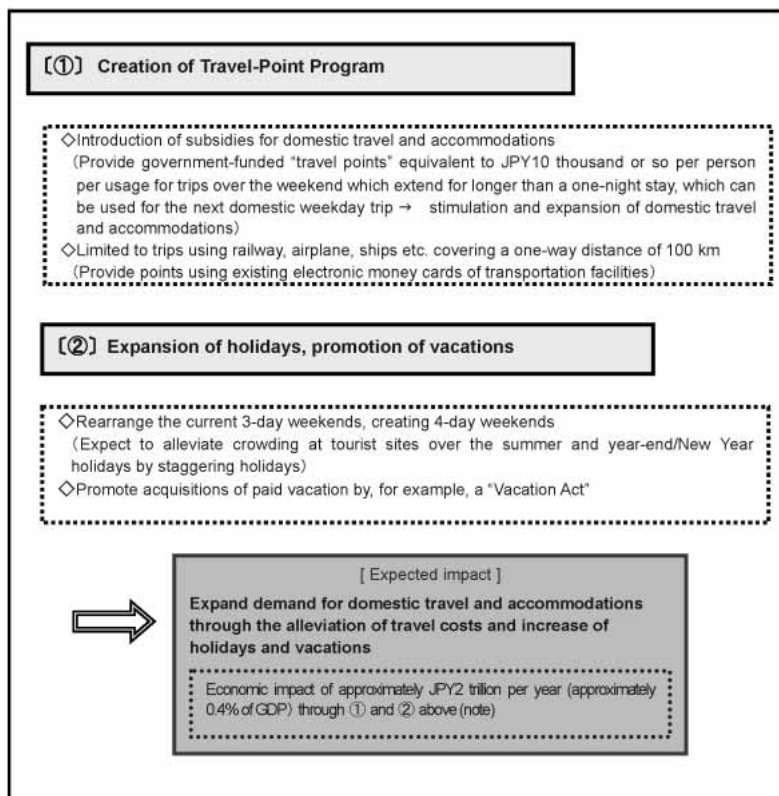 〔①〕 Creation of Travel-Point Program
◇Introduction of subsidies for domestic travel and accommodations
(Provide government-funded “travel points” equivalent to JPY10 thousand or so per person
per usage for trips over the weekend which extend for longer than a one-night stay, which can
be used for the next domestic weekday trip → stimulation and expansion of domestic travel
and accommodations)
◇Limited to trips using railway, airplane, ships etc. covering a one-way distance of 100 km
(Provide points using existing electronic money cards of transportation facilities)
〔②〕 Expansion of holidays, promotion of vacations
◇Rearrange the current 3-day weekends, creating 4-day weekends
(Expect to alleviate crowding at tourist sites over the summer and year-end/New Year
holidays by staggering holidays)
◇Promote acquisitions of paid vacation by, for example, a “Vacation Act”
[ Expected impact ]
Expand demand for domestic travel and accommodations
through the alleviation of travel costs and increase of
holidays and vacations
Economic impact of approximately JPY2 trillion per year (approximately
0.4% of GDP) through ① and ② above (note)